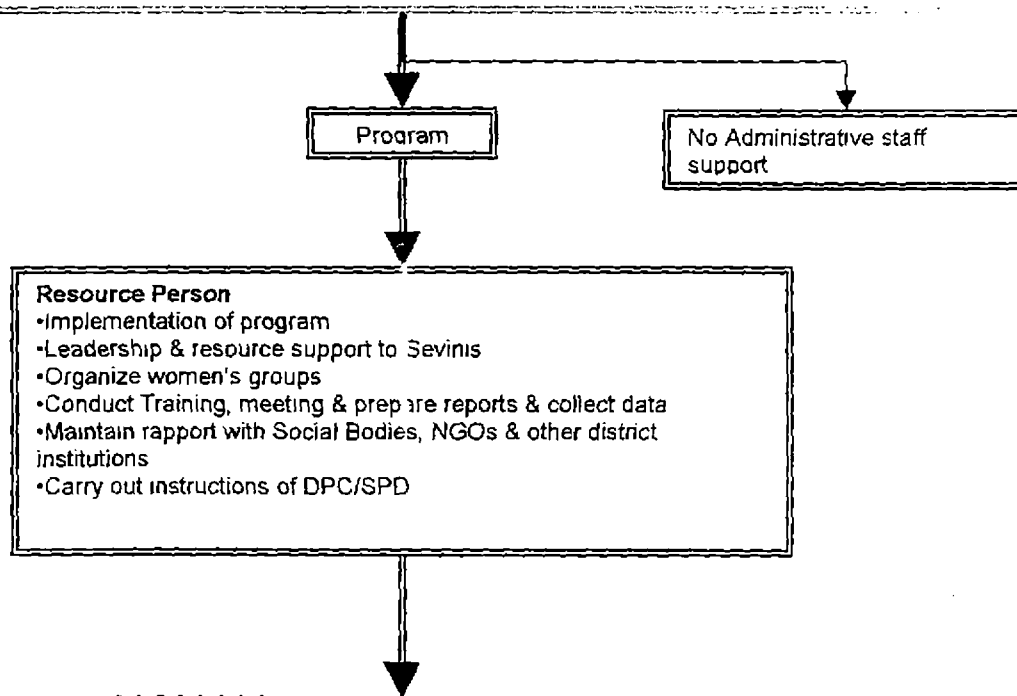 Program
No Administrative staff
support
Resource Person
•Implementation of program
•Leadership & resource support to Sevinis
•Organize women's groups
•Conduct Training, meeting & prepare reports & collect data
•Maintain rapport with Social Bodies, NGOs & other district
institutions
•Carry out instructions of DPC/SPD